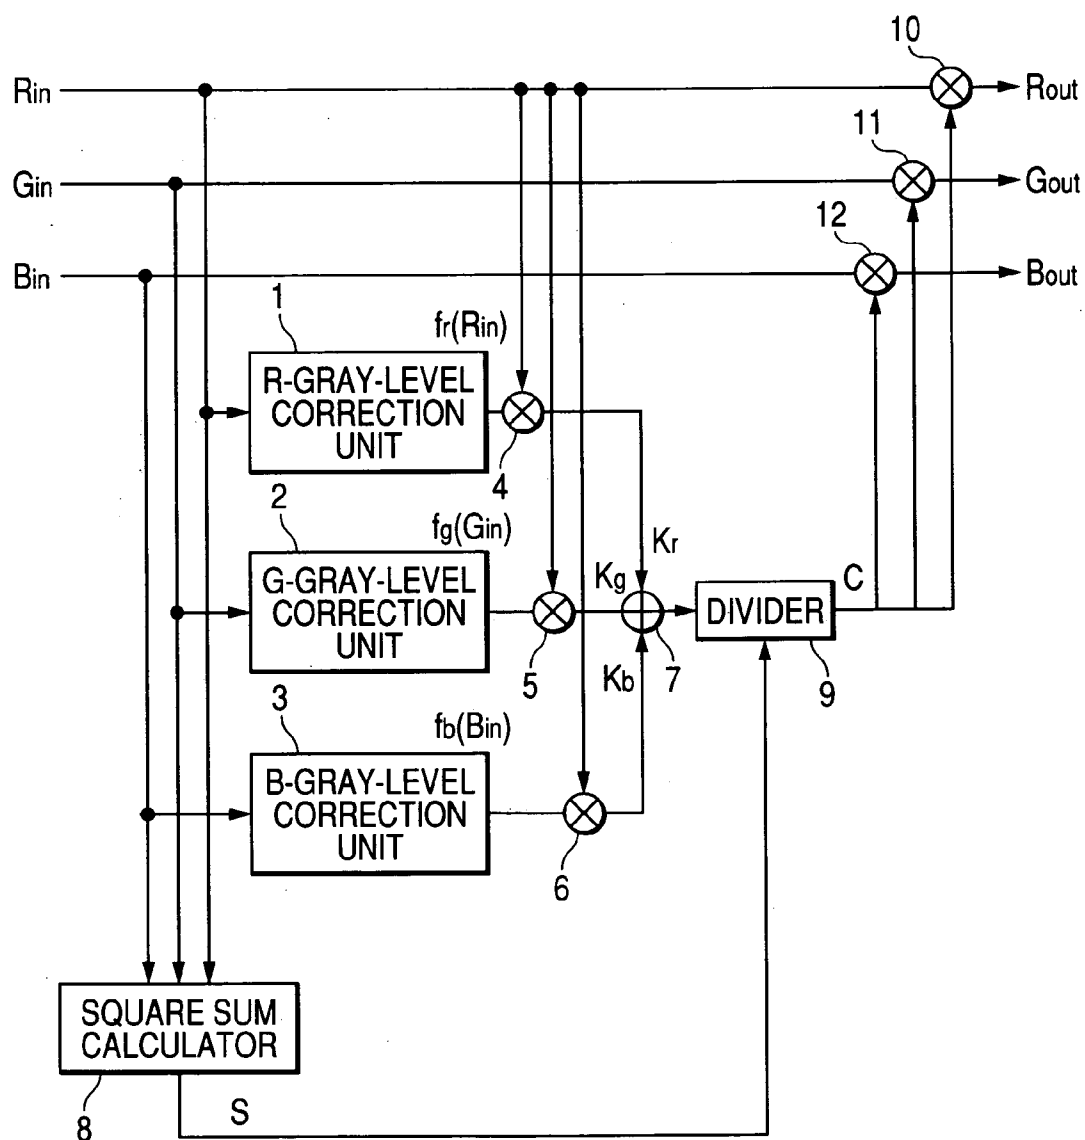 10
Rin
Rout
11
Gin
Gout
12
Bin
Bout
1
fr(Rin)
R-GRAY-LEVEL
CORRECTION
UNIT
4
2
fg(Gin)
Kr
G-GRAY-LEVEL
CORRECTION
UNIT
Kg
C
DIVIDER
5
7
9
Kb
3
fb(Bin)
B-GRAY-LEVEL
CORRECTION
UNIT
6
SQUARE SUM
CALCULATOR
8
S